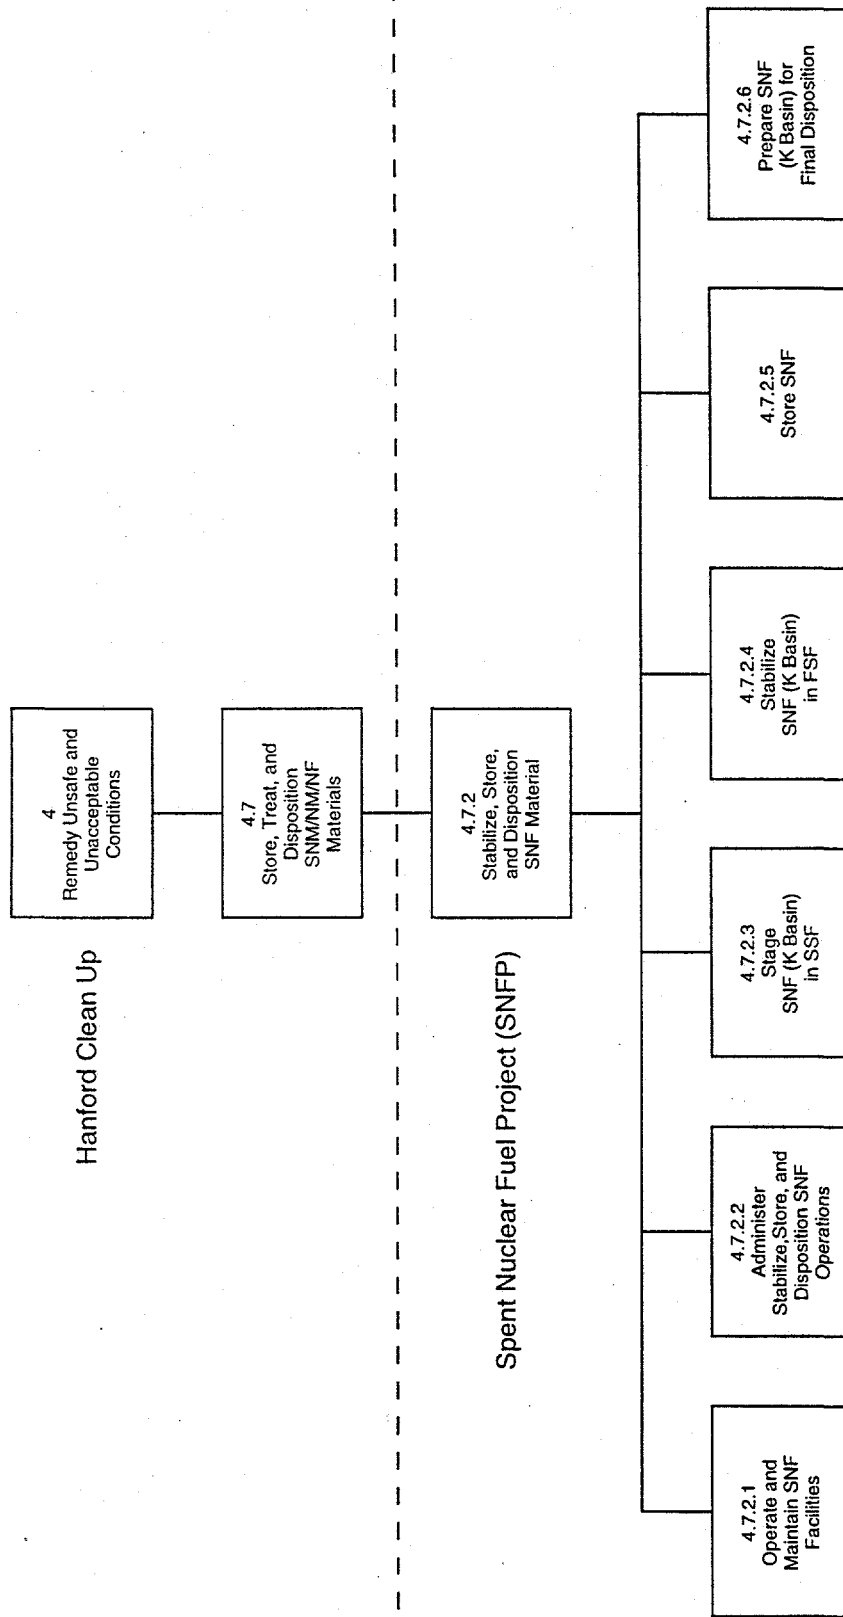 Hanford Clean Up
4
Remedy Unsafe and
Unacceptable
Conditions
4.7
Store, Treat, and
Disposition
SNM/NM/NF
Materials
Spent Nuclear Fuel Project (SNFP)
4.7.2
Stabilize, Store,
and Disposition
SNF Material
4.7.2.1
Operate and
Maintain SNF
Facilities
4.7.2.2
Administer
Stabilize,Store, and
Disposition SNF
Operations
4.7.2.3
Stage
SNF (K Basin)
in SSF
4.7.2.4
Stabilize
SNF (K Basin)
in FSF
4.7.2.5
Store SNF
4.7.2.6
Prepare SNF
(K Basin) for
Final Disposition